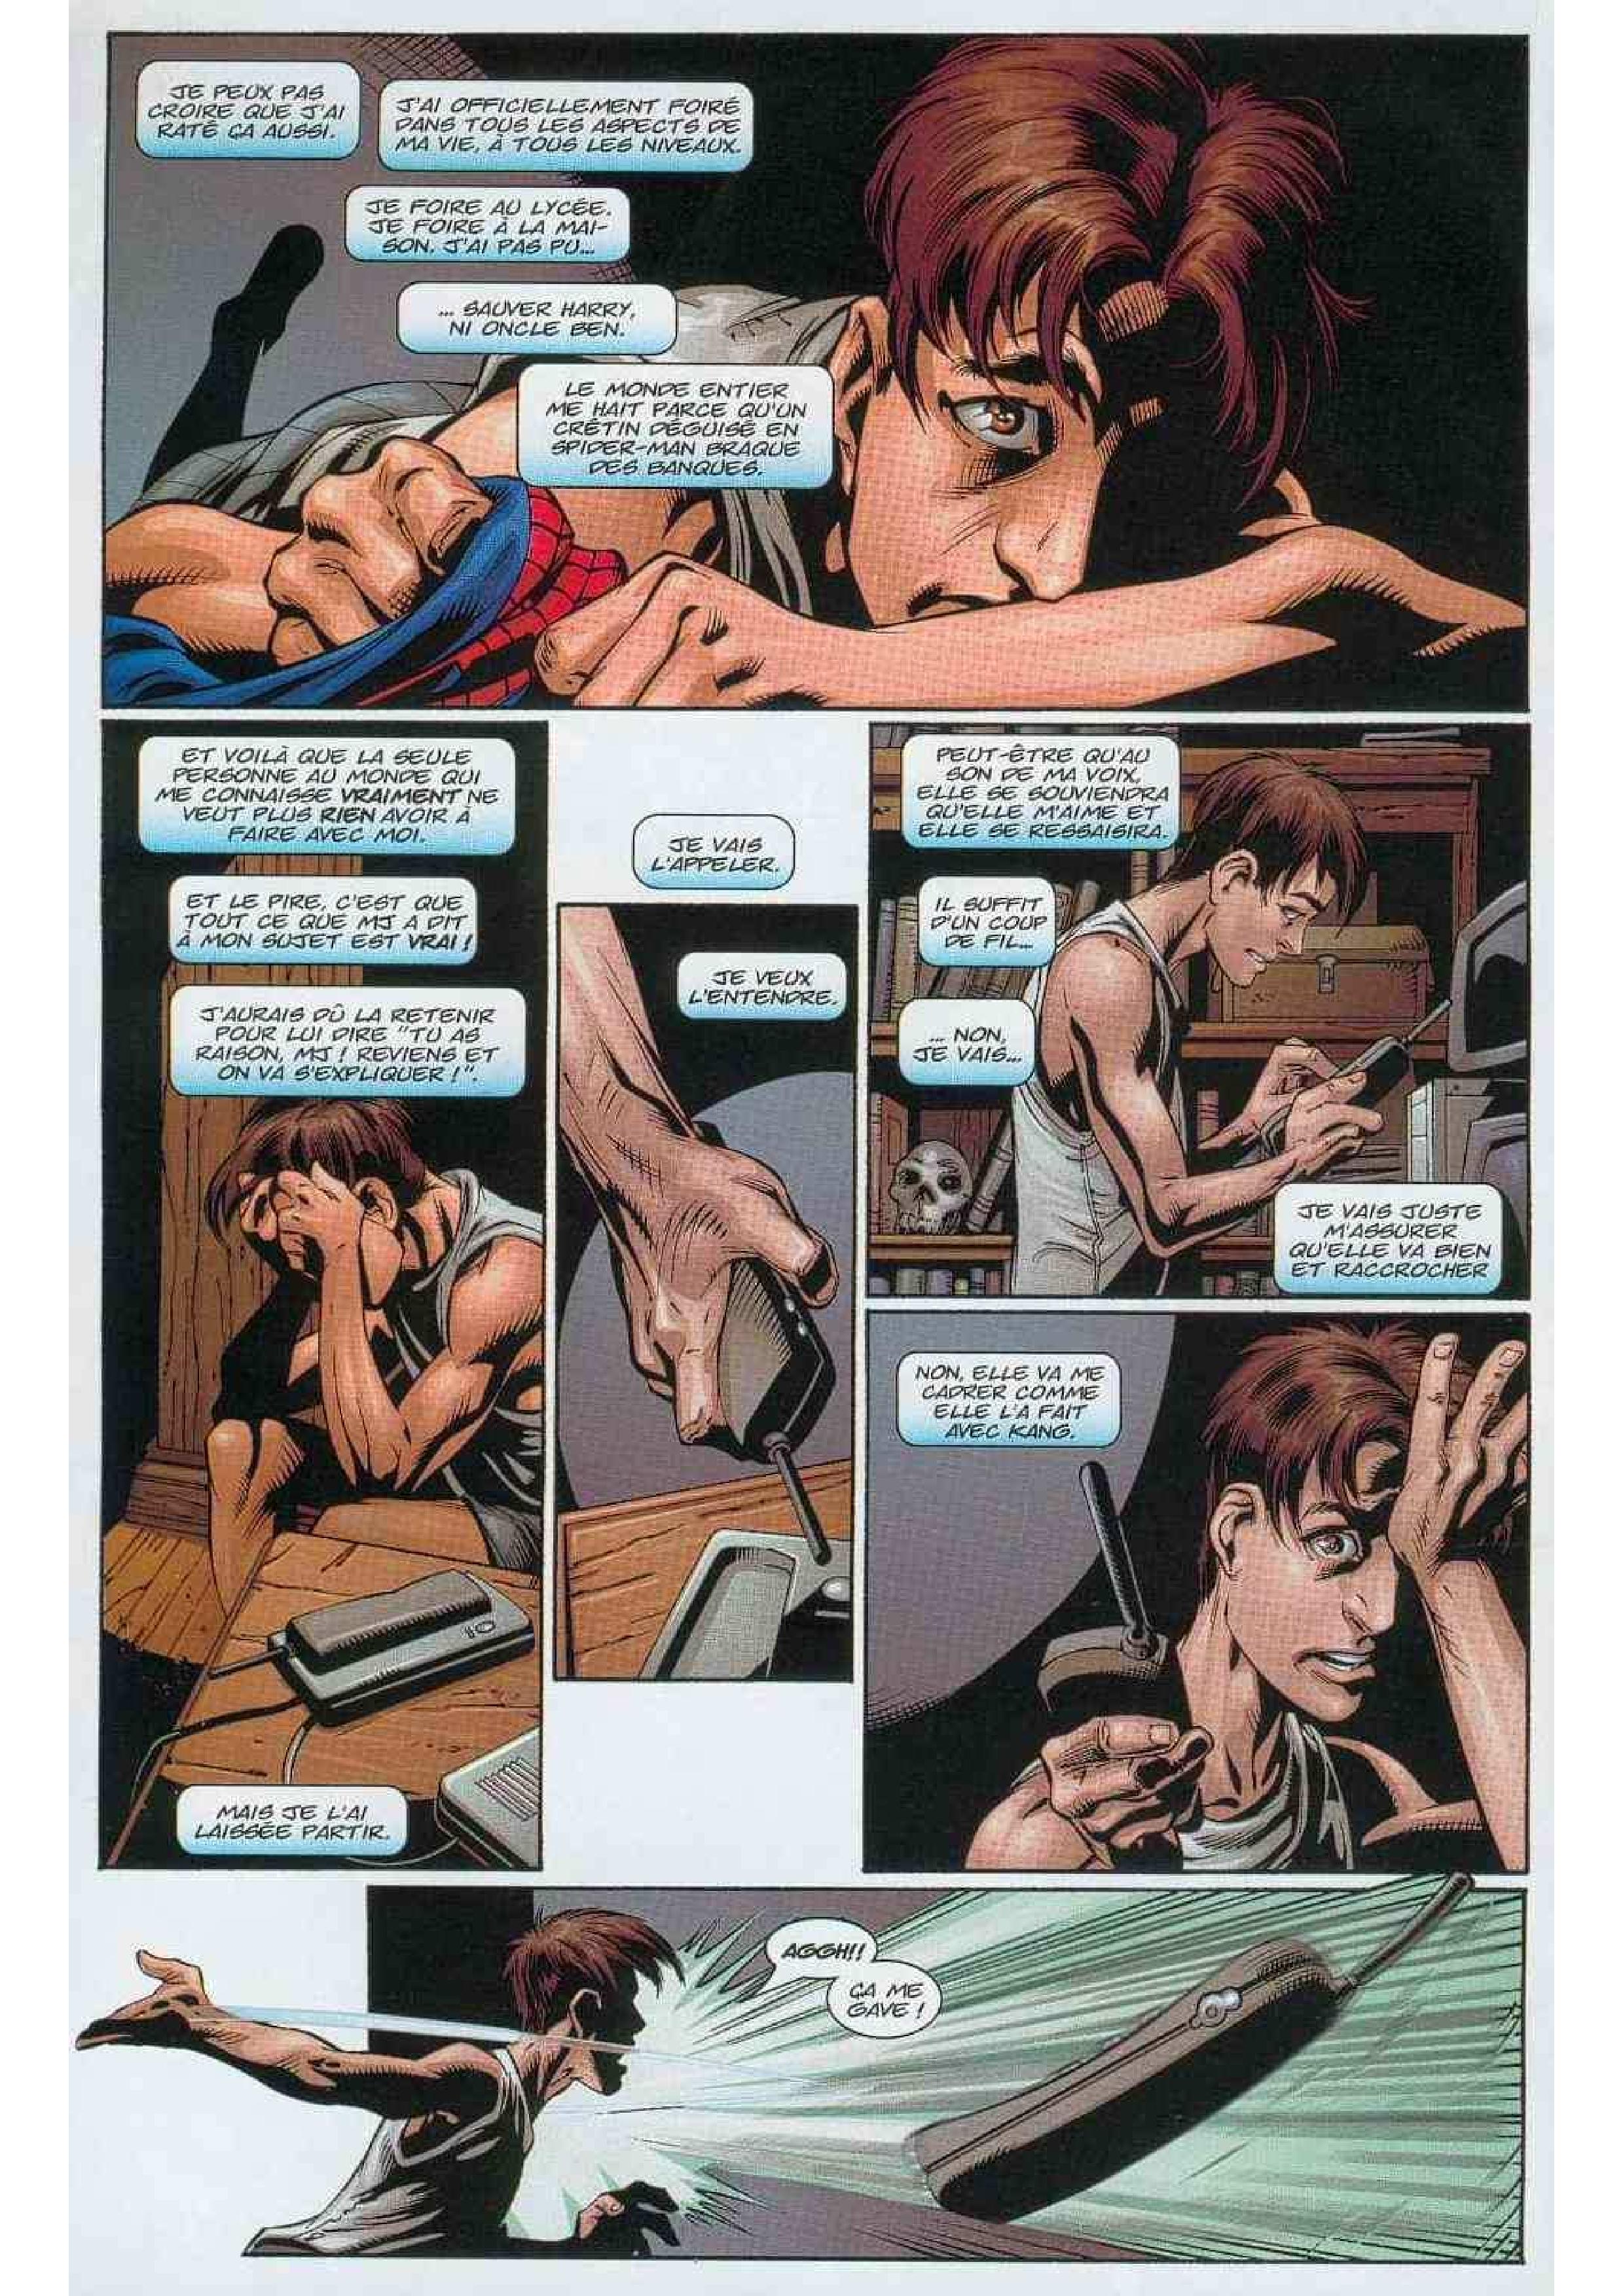 JE PEUX PAS
CROIRE QUE J'AI
RATÉ ÇA AUSSI.
J'AI OFFICIELLEMENT FOIRÉ
DANS TOUS LES ASPECTS DE
MA VIE, À TOUS LES NIVEAUX.
JE FOIRE AU LYCÉE.
JE FOIRE À LA MAI-
SON. J'AI PAS PU...
... SAUVER HARRY,
NI ONCLE BEN.
LE MONDE ENTIER
ME HAIT PARCE QU'UN
CRÉTIN DÉGUISÉ EN
SPIDER-MAN BRAQUE
DES BANQUES.
ET VOILÀ QUE LA SEULE
PERSONNE AU MONDE QUI
ME CONNAISSE VRAIMENT NE
VEUT PLUS RIEN AVOIR À
FAIRE AVEC MOI.
ET LE PIRE, C'EST QUE
TOUT CE QUE MJ A DIT
À MON SUJET EST VRAI !
J'AURAIS DÛ LA RETENIR
POUR LUI DIRE "TU AS
RAISON, MJ ! REVIENS ET
ON VA S'EXPLIQUER !".
MAIS JE L'AI
LAISSÉE PARTIR.
JE VAIS
L'APPELER.
JE VEUX
L'ENTENDRE.
PEUT-ÊTRE QU'AU
SON DE MA VOIX,
ELLE SE SOUVIENDRA
QU'ELLE M'AIME ET
ELLE SE RESSAISIRA.
IL SUFFIT
D'UN COUP
DE FIL...
... NON,
JE VAIS...
JE VAIS JUSTE
M'ASSURER
QU'ELLE VA BIEN
ET RACCROCHER
NON, ELLE VA ME
CADRER COMME
ELLE L'A FAIT
AVEC KANG.
AGGH!!
ÇA ME
GAVE !